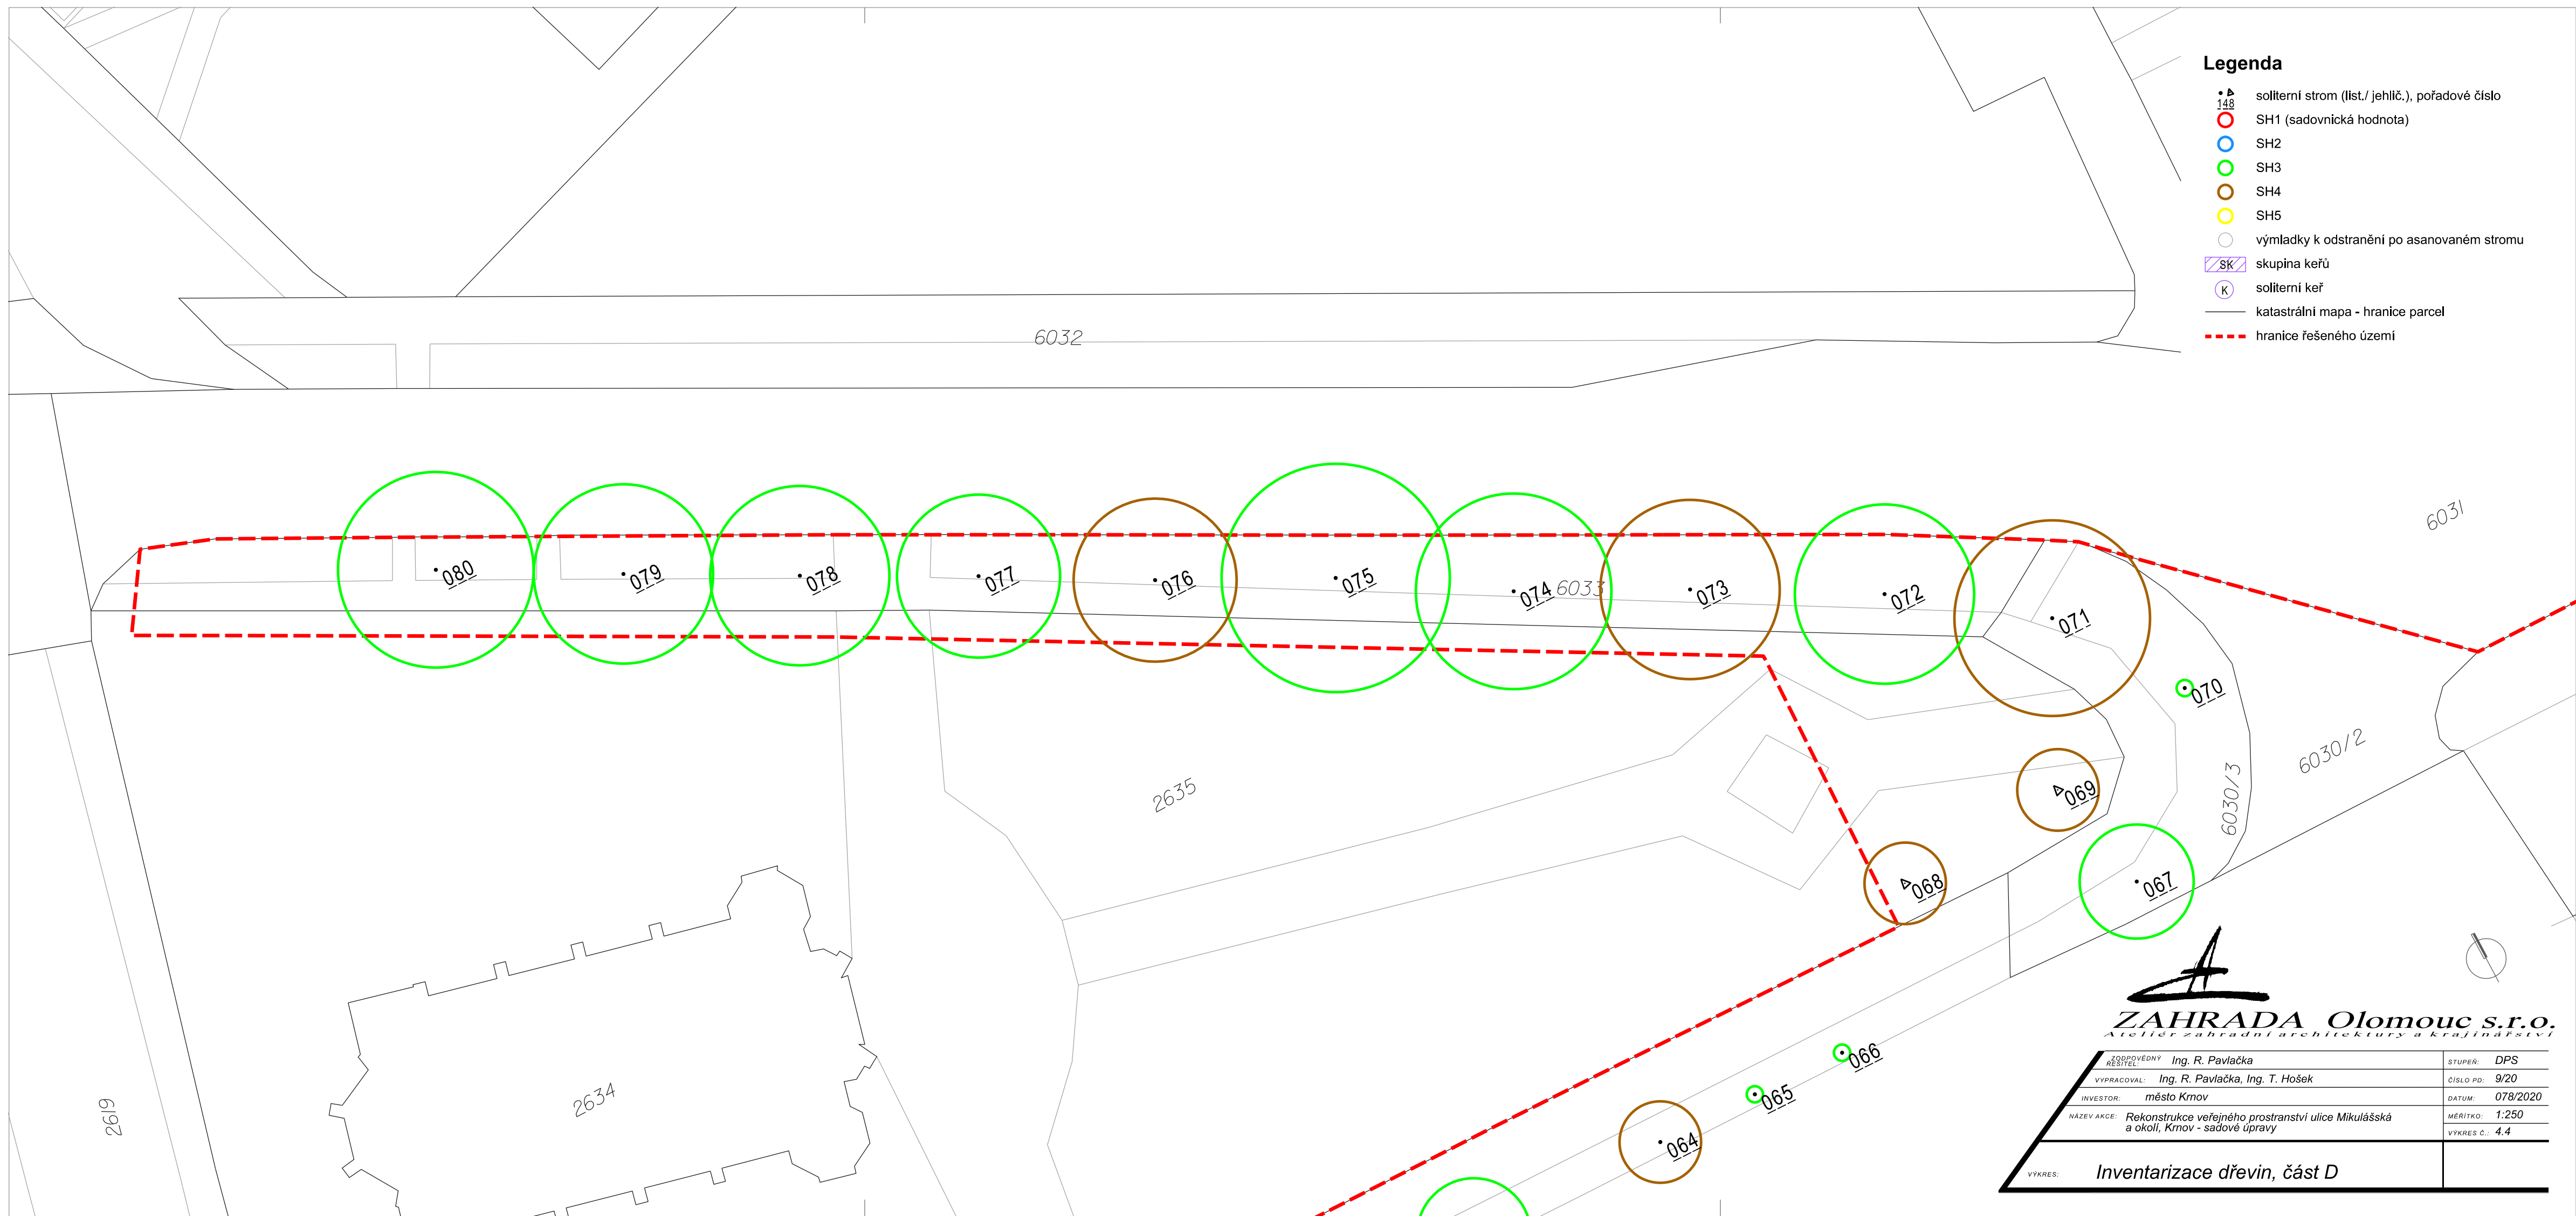 Legenda
148
soliterní strom (list./ jehlič.), pořadové číslo
SH1 (sadovnická hodnota)
SH2
SH3
SH4
SH5
výmladky k odstranění po asanovaném stromu
SK skupina keřů
K soliterní keř
katastrální mapa - hranice parcel
hranice řešeného území
6032
6031
080
079
078
077
076
075
074
6033
073
072
071
070
6030/2
6030/3
2635
069
068
067
066
065
064
2634
2619
ZAHRADA Olomouc s.r.o.
Ateliér zahradní architektury a krajinářství
ZODPOVĚDNÝ ŘEŠITEL: Ing. R. Pavlačka
STUPEŇ: DPS
VYPRACOVAL: Ing. R. Pavlačka, Ing. T. Hošek
ČÍSLO PD: 9/20
INVESTOR: město Krnov
DATUM: 078/2020
NÁZEV AKCE: Rekonstrukce veřejného prostranství ulice Mikulášská
a okolí, Krnov - sadové úpravy
MĚŘÍTKO: 1:250
VÝKRES Č.: 4.4
VÝKRES: Inventarizace dřevin, část D